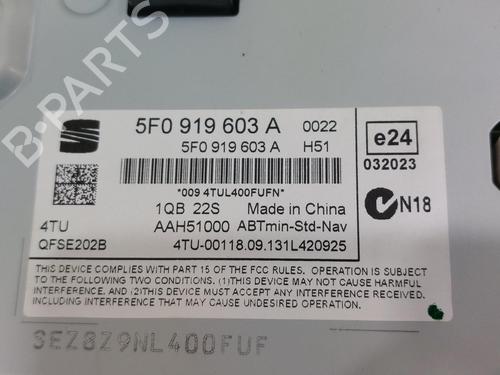 5F0 919 603 A 0022
5F0 919 603 A H51
e24
032023
*009 4TUL400FUFN*
1QB 22S Made in China
4TU AAH51000 ABTmin-Std-Nav
N18
QFSE202B 4TU-00118.09.131L420925
THIS DEVICE COMPLIES WITH PART 15 OF THE FCC RULES. OPERATION IS SUBJECT
TO THE FOLLOWING TWO CONDITIONS: (1)THIS DEVICE MAY NOT CAUSE HARMFUL
INTERFERENCE. AND(2)THIS DEVICE MUST ACCEPT ANY INTERFERENCE RECEIVED.
INCLUDING INTERFERENCE THAT MAY CAUSE UNDESIRED OPERATION.
SEZ8Z9NL400FUF
B-PARTS